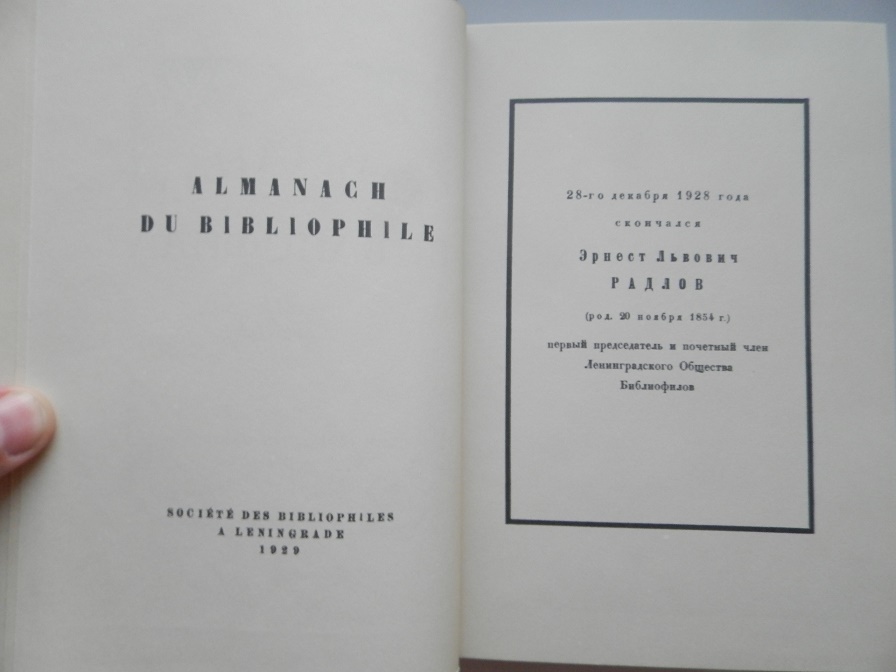 ALMANACH
DU BIBLIOPHILE
SOCIÉTÉ DES BIBLIOPHILES
A LENINGRADE
1929
28-го декабря 1928 года
скончался
Эрнест Львович
РАДЛОВ
(род. 20 ноября 1854 г.)
первый председатель и почетный член
Ленинградского Общества
Библиофилов